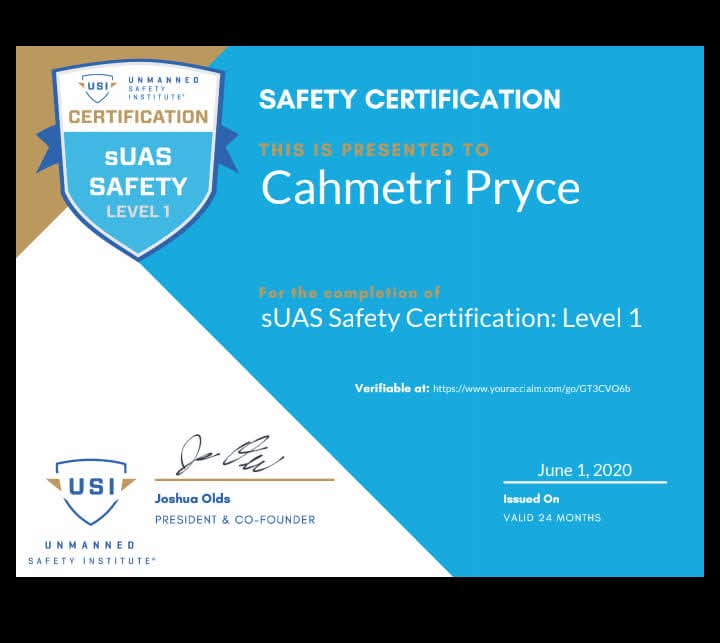 USI UNMANNED
SAFETY
INSTITUTE®
CERTIFICATION
sUAS
SAFETY
LEVEL 1
SAFETY CERTIFICATION
THIS IS PRESENTED TO
Cahmetri Pryce
For the completion of
sUAS Safety Certification: Level 1
Verifiable at: https://www.youracclaim.com/go/GT3CVO6b
June 1, 2020
Joshua Olds
PRESIDENT & CO-FOUNDER
Issued On
VALID 24 MONTHS
USI
UNMANNED
SAFETY INSTITUTE®